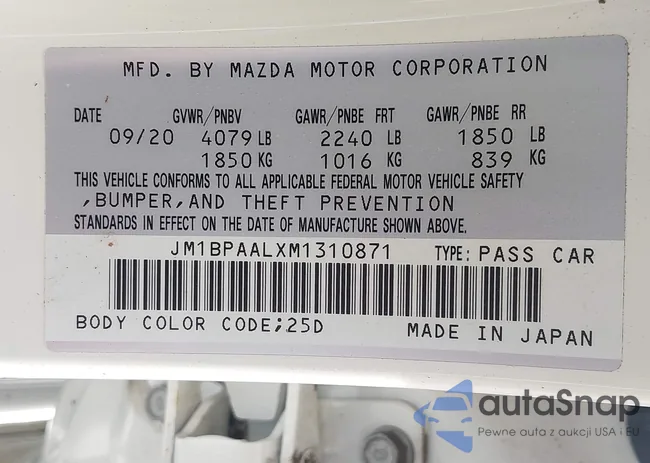 MFD. BY MAZDA MOTOR CORPORATION
DATE GVWR/PNBV GAWR/PNBE FRT GAWR/PNBE RR
09/20 4079 LB 2240 LB 1850 LB
1850 KG 1016 KG 839 KG
THIS VEHICLE CONFORMS TO ALL APPLICABLE FEDERAL MOTOR VEHICLE SAFETY
,BUMPER,AND THEFT PREVENTION
STANDARDS IN EFFECT ON THE DATE OF MANUFACTURE SHOWN ABOVE.
JM1BPAALXM1310871 TYPE: PASS CAR
BODY COLOR CODE;25D MADE IN JAPAN
autoSnap
Pewne auta z aukcji USA i EU